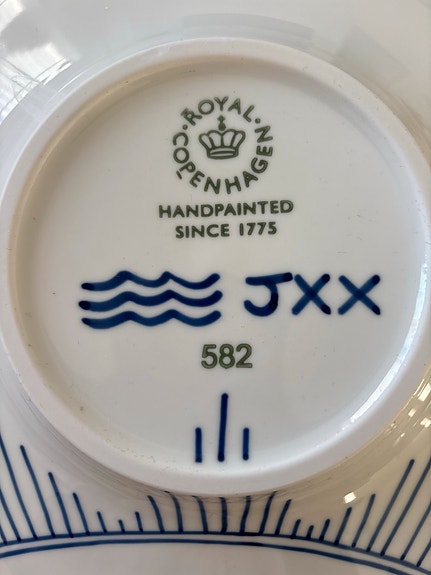 ROYAL COPENHAGEN
HANDPAINTED
SINCE 1775
JXX
582